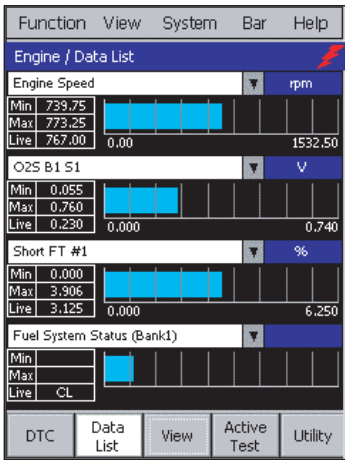 Function View System Bar Help
Engine / Data List
Engine Speed rpm
Min 739.75
Max 773.25
Live 767.00 0.00 1532.50
O2S B1 S1 V
Min 0.055
Max 0.760
Live 0.230 0.000 0.740
Short FT #1 %
Min 0.000
Max 3.906
Live 3.125 0.000 6.250
Fuel System Status (Bank1)
Min
Max
Live CL
DTC Data List View Active Test Utility